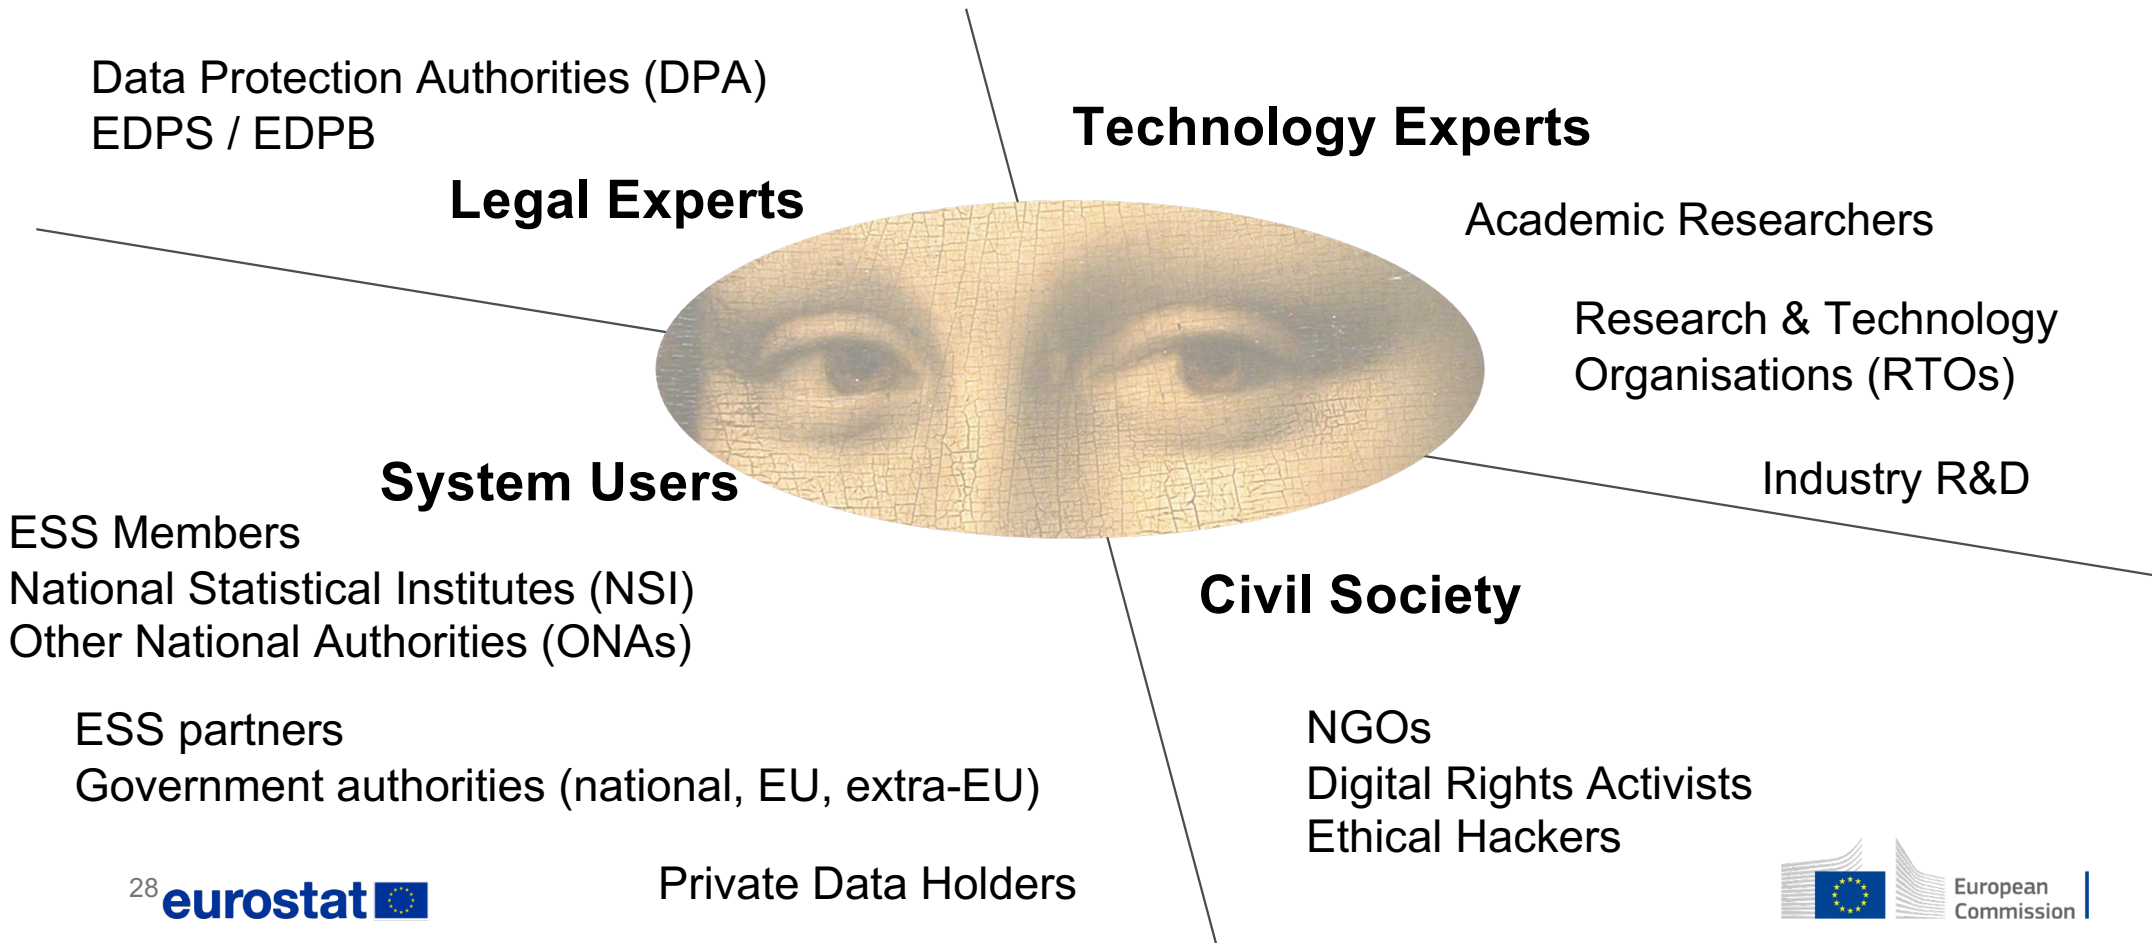 Data Protection Authorities (DPA)
EDPS / EDPB
Legal Experts
Technology Experts
Academic Researchers
Research & Technology
Organisations (RTOs)
Industry R&D
System Users
ESS Members
National Statistical Institutes (NSI)
Other National Authorities (ONAs)
ESS partners
Government authorities (national, EU, extra-EU)
Private Data Holders
Civil Society
NGOs
Digital Rights Activists
Ethical Hackers
28
eurostat
European
Commission